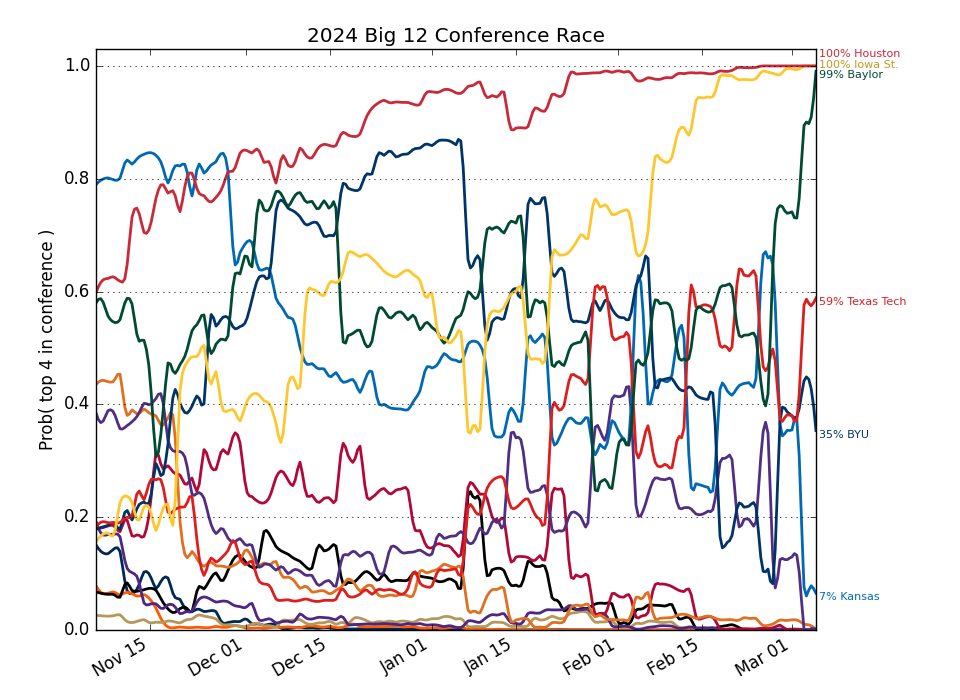 2024 Big 12 Conference Race
Prob( top 4 in conference )
1.0
0.8
0.6
0.4
0.2
0.0
Nov 15
Dec 01
Dec 15
Jan 01
Jan 15
Feb 01
Feb 15
Mar 01
100% Houston
100% Iowa St.
99% Baylor
59% Texas Tech
35% BYU
7% Kansas